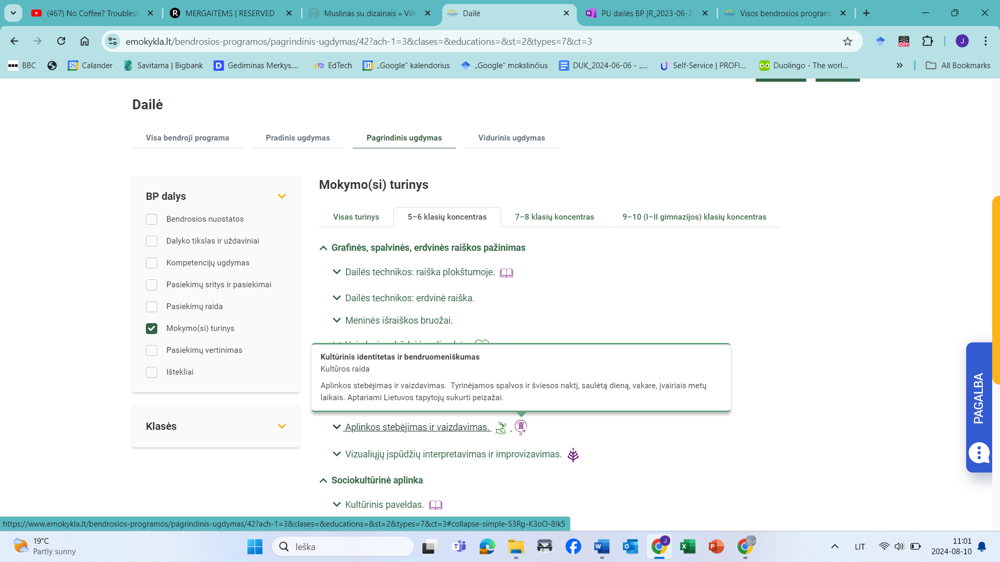 (467) No Coffee? Troublesh
MERGAITĖMS | RESERVED
Muslinas su dizainais » Viln
Dailė
PU dailės BP ĮR_2023-06-30
Visos bendrosios program
emokykla.lt/bendrosios-programos/pagrindinis-ugdymas/42?ach-1=3&clases=&educations=&st=2&types=7&ct=3
OFF
J
BBC
25 Calander
Savitarna | Bigbank
Gediminas Merkys....
EdTech
31 „Google“ kalendorius
„Google“ mokslinčius
DUK_2024-06-06 - „...
Self-Service | PROFI...
Duolingo - The worl...
All Bookmarks
Dailė
Visa bendroji programa
Pradinis ugdymas
Pagrindinis ugdymas
Vidurinis ugdymas
BP dalys
Bendrosios nuostatos
Dalyko tikslas ir uždaviniai
Kompetencijų ugdymas
Pasiekimų sritys ir pasiekimai
Pasiekimų raida
Mokymo(si) turinys
Pasiekimų vertinimas
Ištekliai
Klasės
Mokymo(si) turinys
Visas turinys
5–6 klasių koncentras
7–8 klasių koncentras
9–10 (I–II gimnazijos) klasių koncentras
Grafinės, spalvinės, erdvinės raiškos pažinimas
Dailės technikos: raiška plokštumoje.
Dailės technikos: erdvinė raiška.
Meninės išraiškos bruožai.
Kultūrinis identitetas ir bendruomeniškumas
Kultūros raida
Aplinkos stebėjimas ir vaizdavimas. Tyrinėjamos spalvos ir šviesos naktį, saulėtą dieną, vakare, įvairiais metų
laikais. Aptariami Lietuvos tapytojų sukurti peizažai.
Aplinkos stebėjimas ir vaizdavimas.
Vizualiųjų įspūdžių interpretavimas ir improvizavimas.
Sociokultūrinė aplinka
Kultūrinis paveldas.
PAGALBA
https://www.emokykla.lt/bendrosios-programos/pagrindinis-ugdymas/42?ach-1=3&clases=&educations=&st=2&types=7&ct=3#collapse-simple-S3Rg-K3oO-8Ik5
19°C
Partly sunny
Ieška
LIT
11:01
2024-08-10